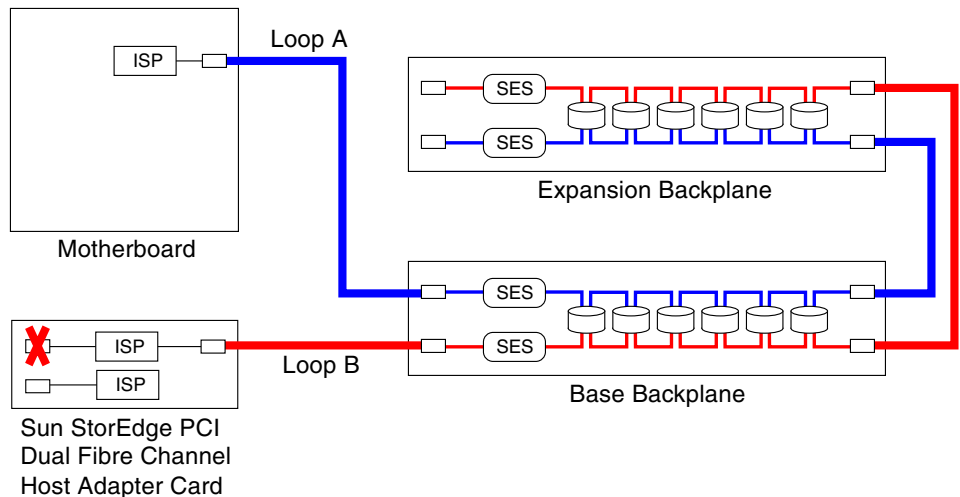 Loop A
ISP
SES
SES
Expansion Backplane
Motherboard
SES
SES
ISP
Loop B
ISP
Base Backplane
Sun StorEdge PCI
Dual Fibre Channel
Host Adapter Card